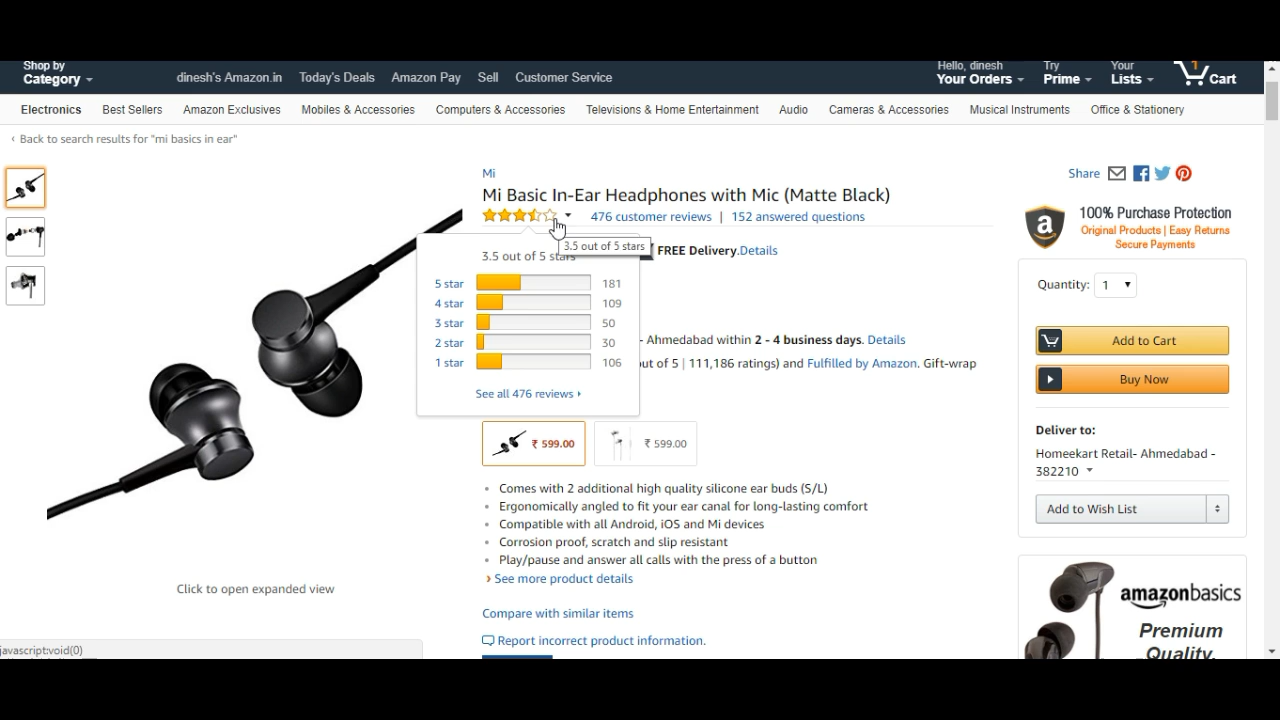 Shop by
Category
dinesh's Amazon.in Today's Deals Amazon Pay Sell Customer Service
Hello, dinesh
Your Orders
Try
Prime
Your
Lists
1
Cart
Electronics Best Sellers Amazon Exclusives Mobiles & Accessories Computers & Accessories Televisions & Home Entertainment Audio Cameras & Accessories Musical Instruments Office & Stationery
‹ Back to search results for "mi basics in ear"
Mi
Mi Basic In-Ear Headphones with Mic (Matte Black)
476 customer reviews | 152 answered questions
3.5 out of 5 stars
FREE Delivery.Details
3.5 out of 5 stars
5 star 181
4 star 109
3 star 50
2 star 30
1 star 106
See all 476 reviews ›
- Ahmedabad within 2 - 4 business days. Details
out of 5 | 111,186 ratings) and Fulfilled by Amazon. Gift-wrap
₹ 599.00 ₹ 599.00
• Comes with 2 additional high quality silicone ear buds (S/L)
• Ergonomically angled to fit your ear canal for long-lasting comfort
• Compatible with all Android, iOS and Mi devices
• Corrosion proof, scratch and slip resistant
• Play/pause and answer all calls with the press of a button
› See more product details
Compare with similar items
Report incorrect product information.
Click to open expanded view
javascript:void(0)
Share
a
100% Purchase Protection
Original Products | Easy Returns
Secure Payments
Quantity: 1
Add to Cart
Buy Now
Deliver to:
Homeekart Retail- Ahmedabad -
382210
Add to Wish List
amazonbasics
Premium
Quality.